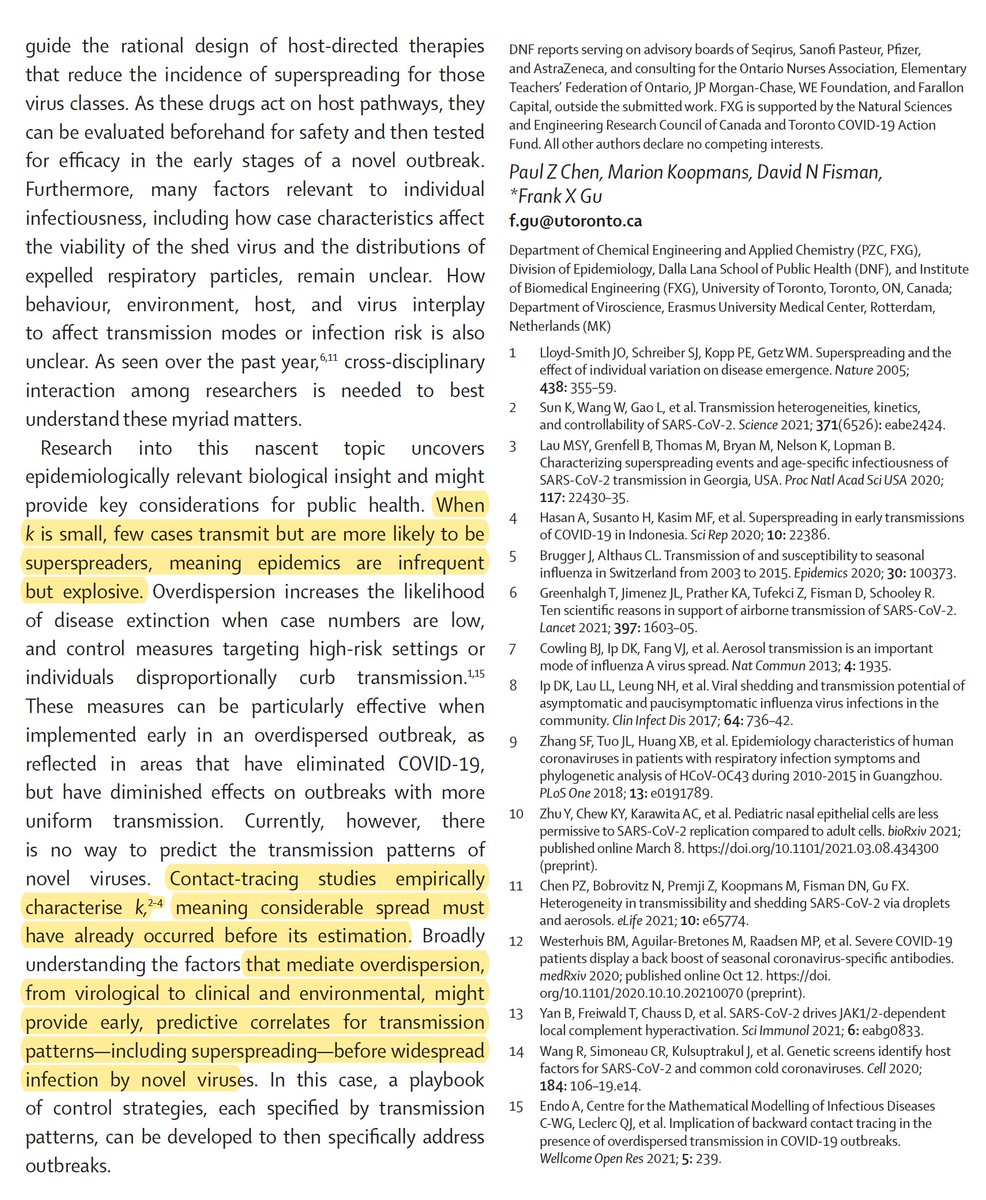 guide the rational design of host-directed therapies
that reduce the incidence of superspreading for those
virus classes. As these drugs act on host pathways, they
can be evaluated beforehand for safety and then tested
for efficacy in the early stages of a novel outbreak.
Furthermore, many factors relevant to individual
infectiousness, including how case characteristics affect
the viability of the shed virus and the distributions of
expelled respiratory particles, remain unclear. How
behaviour, environment, host, and virus interplay
to affect transmission modes or infection risk is also
unclear. As seen over the past year,6,11 cross-disciplinary
interaction among researchers is needed to best
understand these myriad matters.
Research into this nascent topic uncovers
epidemiologically relevant biological insight and might
provide key considerations for public health. When
k is small, few cases transmit but are more likely to be
superspreaders, meaning epidemics are infrequent
but explosive. Overdispersion increases the likelihood
of disease extinction when case numbers are low,
and control measures targeting high-risk settings or
individuals disproportionally curb transmission.1,15
These measures can be particularly effective when
implemented early in an overdispersed outbreak, as
reflected in areas that have eliminated COVID-19,
but have diminished effects on outbreaks with more
uniform transmission. Currently, however, there
is no way to predict the transmission patterns of
novel viruses. Contact-tracing studies empirically
characterise k,2–4 meaning considerable spread must
have already occurred before its estimation. Broadly
understanding the factors that mediate overdispersion,
from virological to clinical and environmental, might
provide early, predictive correlates for transmission
patterns—including superspreading—before widespread
infection by novel viruses. In this case, a playbook
of control strategies, each specified by transmission
patterns, can be developed to then specifically address
outbreaks.
DNF reports serving on advisory boards of Seqirus, Sanofi Pasteur, Pfizer,
and AstraZeneca, and consulting for the Ontario Nurses Association, Elementary
Teachers' Federation of Ontario, JP Morgan-Chase, WE Foundation, and Farallon
Capital, outside the submitted work. FXG is supported by the Natural Sciences
and Engineering Research Council of Canada and Toronto COVID-19 Action
Fund. All other authors declare no competing interests.
Paul Z Chen, Marion Koopmans, David N Fisman,
*Frank X Gu
f.gu@utoronto.ca
Department of Chemical Engineering and Applied Chemistry (PZC, FXG),
Division of Epidemiology, Dalla Lana School of Public Health (DNF), and Institute
of Biomedical Engineering (FXG), University of Toronto, Toronto, ON, Canada;
Department of Viroscience, Erasmus University Medical Center, Rotterdam,
Netherlands (MK)
1 Lloyd-Smith JO, Schreiber SJ, Kopp PE, Getz WM. Superspreading and the
effect of individual variation on disease emergence. Nature 2005;
438: 355–59.
2 Sun K, Wang W, Gao L, et al. Transmission heterogeneities, kinetics,
and controllability of SARS-CoV-2. Science 2021; 371(6526): eabe2424.
3 Lau MSY, Grenfell B, Thomas M, Bryan M, Nelson K, Lopman B.
Characterizing superspreading events and age-specific infectiousness of
SARS-CoV-2 transmission in Georgia, USA. Proc Natl Acad Sci USA 2020;
117: 22430–35.
4 Hasan A, Susanto H, Kasim MF, et al. Superspreading in early transmissions
of COVID-19 in Indonesia. Sci Rep 2020; 10: 22386.
5 Brugger J, Althaus CL. Transmission of and susceptibility to seasonal
influenza in Switzerland from 2003 to 2015. Epidemics 2020; 30: 100373.
6 Greenhalgh T, Jimenez JL, Prather KA, Tufekci Z, Fisman D, Schooley R.
Ten scientific reasons in support of airborne transmission of SARS-CoV-2.
Lancet 2021; 397: 1603–05.
7 Cowling BJ, Ip DK, Fang VJ, et al. Aerosol transmission is an important
mode of influenza A virus spread. Nat Commun 2013; 4: 1935.
8 Ip DK, Lau LL, Leung NH, et al. Viral shedding and transmission potential of
asymptomatic and paucisymptomatic influenza virus infections in the
community. Clin Infect Dis 2017; 64: 736–42.
9 Zhang SF, Tuo JL, Huang XB, et al. Epidemiology characteristics of human
coronaviruses in patients with respiratory infection symptoms and
phylogenetic analysis of HCoV-OC43 during 2010-2015 in Guangzhou.
PLoS One 2018; 13: e0191789.
10 Zhu Y, Chew KY, Karawita AC, et al. Pediatric nasal epithelial cells are less
permissive to SARS-CoV-2 replication compared to adult cells. bioRxiv 2021;
published online March 8. https://doi.org/10.1101/2021.03.08.434300
(preprint).
11 Chen PZ, Bobrovitz N, Premji Z, Koopmans M, Fisman DN, Gu FX.
Heterogeneity in transmissibility and shedding SARS-CoV-2 via droplets
and aerosols. eLife 2021; 10: e65774.
12 Westerhuis BM, Aguilar-Bretones M, Raadsen MP, et al. Severe COVID-19
patients display a back boost of seasonal coronavirus-specific antibodies.
medRxiv 2020; published online Oct 12. https://doi.
org/10.1101/2020.10.10.20210070 (preprint).
13 Yan B, Freiwald T, Chauss D, et al. SARS-CoV-2 drives JAK1/2-dependent
local complement hyperactivation. Sci Immunol 2021; 6: eabg0833.
14 Wang R, Simoneau CR, Kulsuptrakul J, et al. Genetic screens identify host
factors for SARS-CoV-2 and common cold coronaviruses. Cell 2020;
184: 106–19.e14.
15 Endo A, Centre for the Mathematical Modelling of Infectious Diseases
C-WG, Leclerc QJ, et al. Implication of backward contact tracing in the
presence of overdispersed transmission in COVID-19 outbreaks.
Wellcome Open Res 2021; 5: 239.